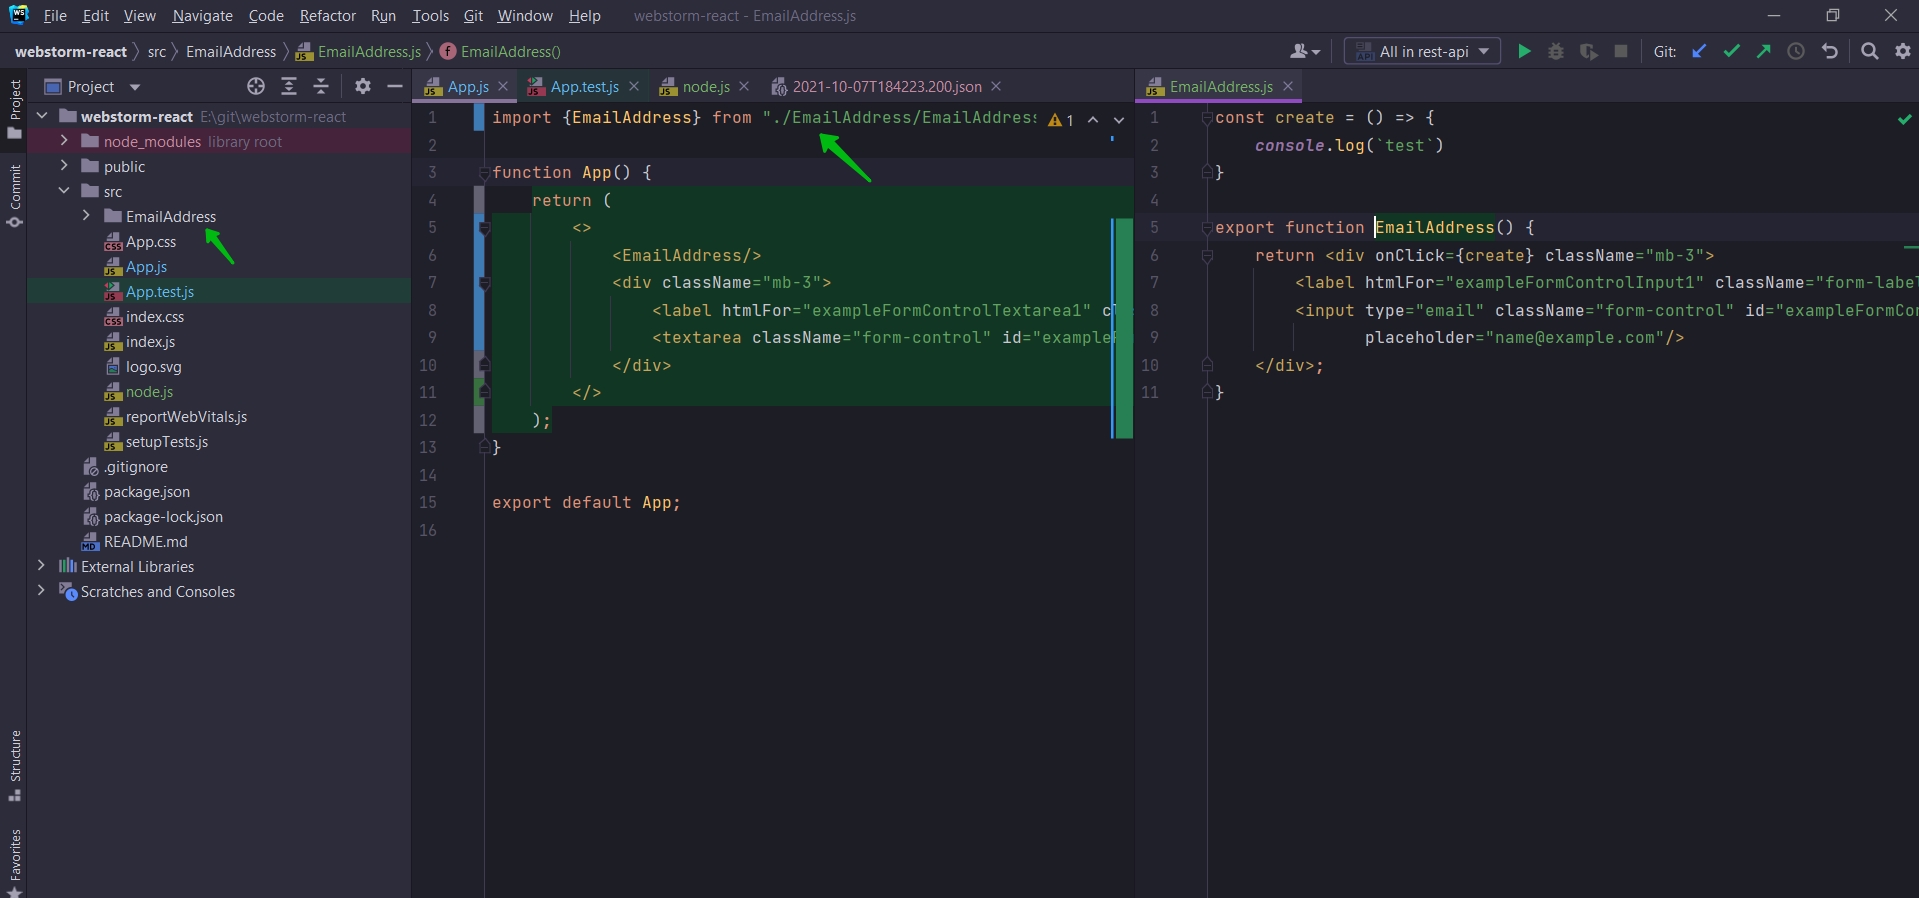 WS File Edit View Navigate Code Refactor Run Tools Git Window Help webstorm-react - EmailAddress.js
webstorm-react src EmailAddress EmailAddress.js f EmailAddress() All in rest-api Git:
Project
Commit
Structure
Favorites
Project
webstorm-react E:\git\webstorm-react
node_modules library root
public
src
EmailAddress
App.css
App.js
App.test.js
index.css
index.js
logo.svg
node.js
reportWebVitals.js
setupTests.js
.gitignore
package.json
package-lock.json
README.md
External Libraries
Scratches and Consoles
App.js App.test.js node.js 2021-10-07T184223.200.json
1 import {EmailAddress} from "./EmailAddress/EmailAddress 1
2
3 function App() {
4 return (
5 <>
6 <EmailAddress/>
7 <div className="mb-3">
8 <label htmlFor="exampleFormControlTextarea1" cl
9 <textarea className="form-control" id="exampleF
10 </div>
11 </>
12 );
13 }
14
15 export default App;
16
EmailAddress.js
1 const create = () => {
2 console.log(`test`)
3 }
4
5 export function EmailAddress() {
6 return <div onClick={create} className="mb-3">
7 <label htmlFor="exampleFormControlInput1" className="form-label
8 <input type="email" className="form-control" id="exampleFormCon
9 placeholder="name@example.com"/>
10 </div>;
11 }